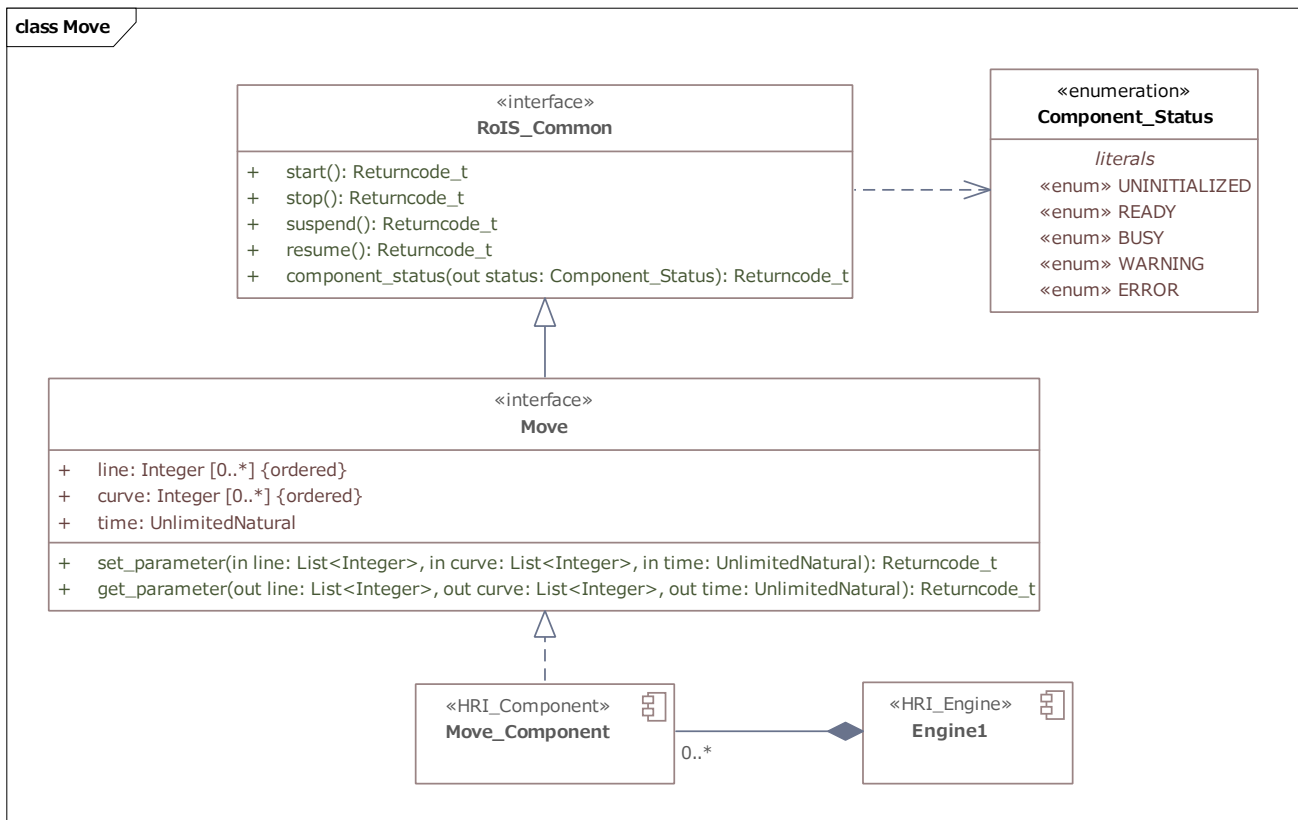 class Move
«interface»
RoIS_Common
+ start(): Returncode_t
+ stop(): Returncode_t
+ suspend(): Returncode_t
+ resume(): Returncode_t
+ component_status(out status: Component_Status): Returncode_t
«enumeration»
Component_Status
literals
«enum» UNINITIALIZED
«enum» READY
«enum» BUSY
«enum» WARNING
«enum» ERROR
«interface»
Move
+ line: Integer [0..*] {ordered}
+ curve: Integer [0..*] {ordered}
+ time: UnlimitedNatural
+ set_parameter(in line: List<Integer>, in curve: List<Integer>, in time: UnlimitedNatural): Returncode_t
+ get_parameter(out line: List<Integer>, out curve: List<Integer>, out time: UnlimitedNatural): Returncode_t
«HRI_Component»
Move_Component
0..*
«HRI_Engine»
Engine1